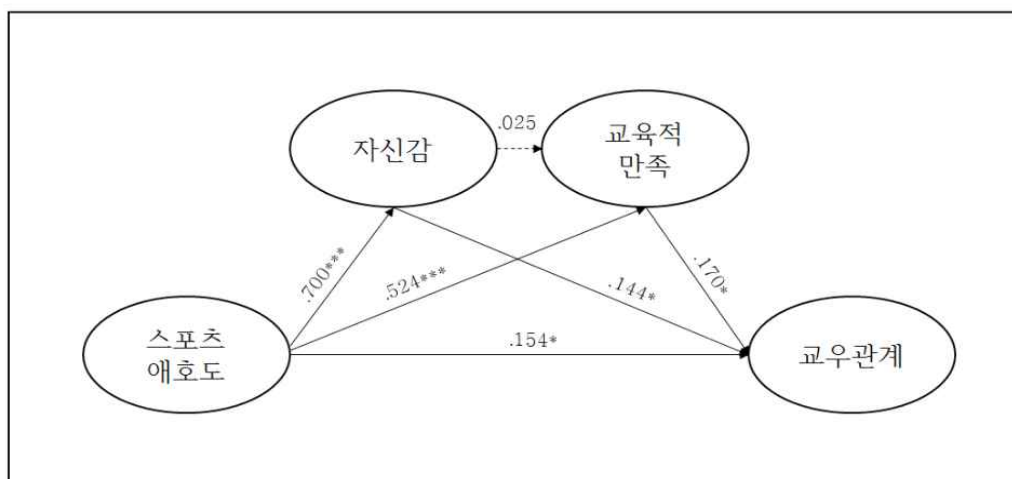 .025
자신감
교육적
만족
.700***
.524***
.144*
.170*
스포츠
애호도
.154*
교우관계